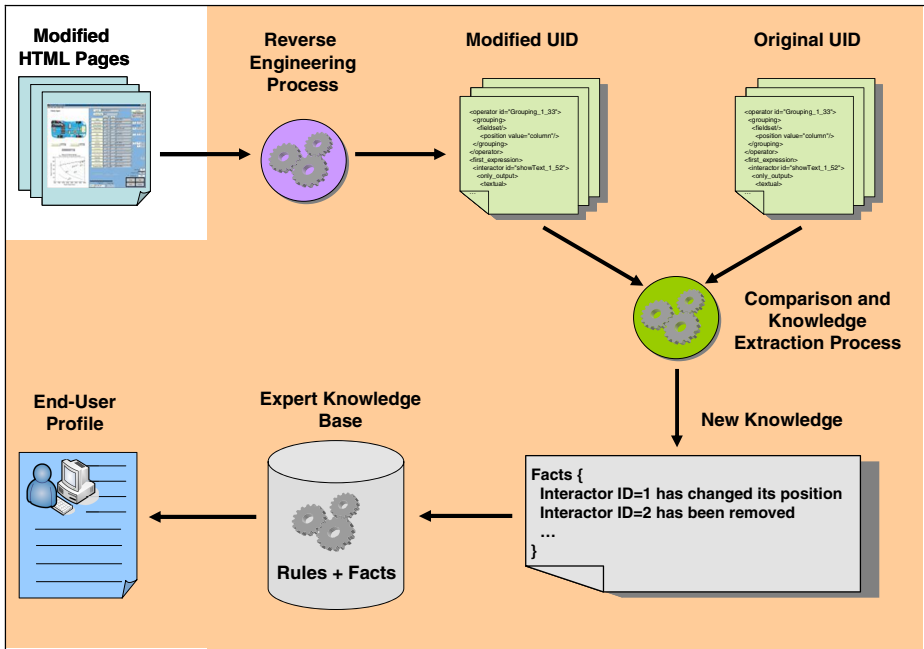 Modified
HTML Pages
Reverse
Engineering
Process
Modified UID
Original UID
<operator id="Grouping_1_33">
<grouping>
<fieldset/>
<position value="column"/>
</grouping>
</operator>
<first_expression>
<interactor id="showText_1_52">
<only_output>
<textual>
…
<operator id="Grouping_1_33">
<grouping>
<fieldset/>
<position value="column"/>
</grouping>
</operator>
<first_expression>
<interactor id="showText_1_52">
<only_output>
<textual>
…
Comparison and
Knowledge
Extraction Process
End-User
Profile
Expert Knowledge
Base
New Knowledge
Rules + Facts
Facts {
Interactor ID=1 has changed its position
Interactor ID=2 has been removed
…
}